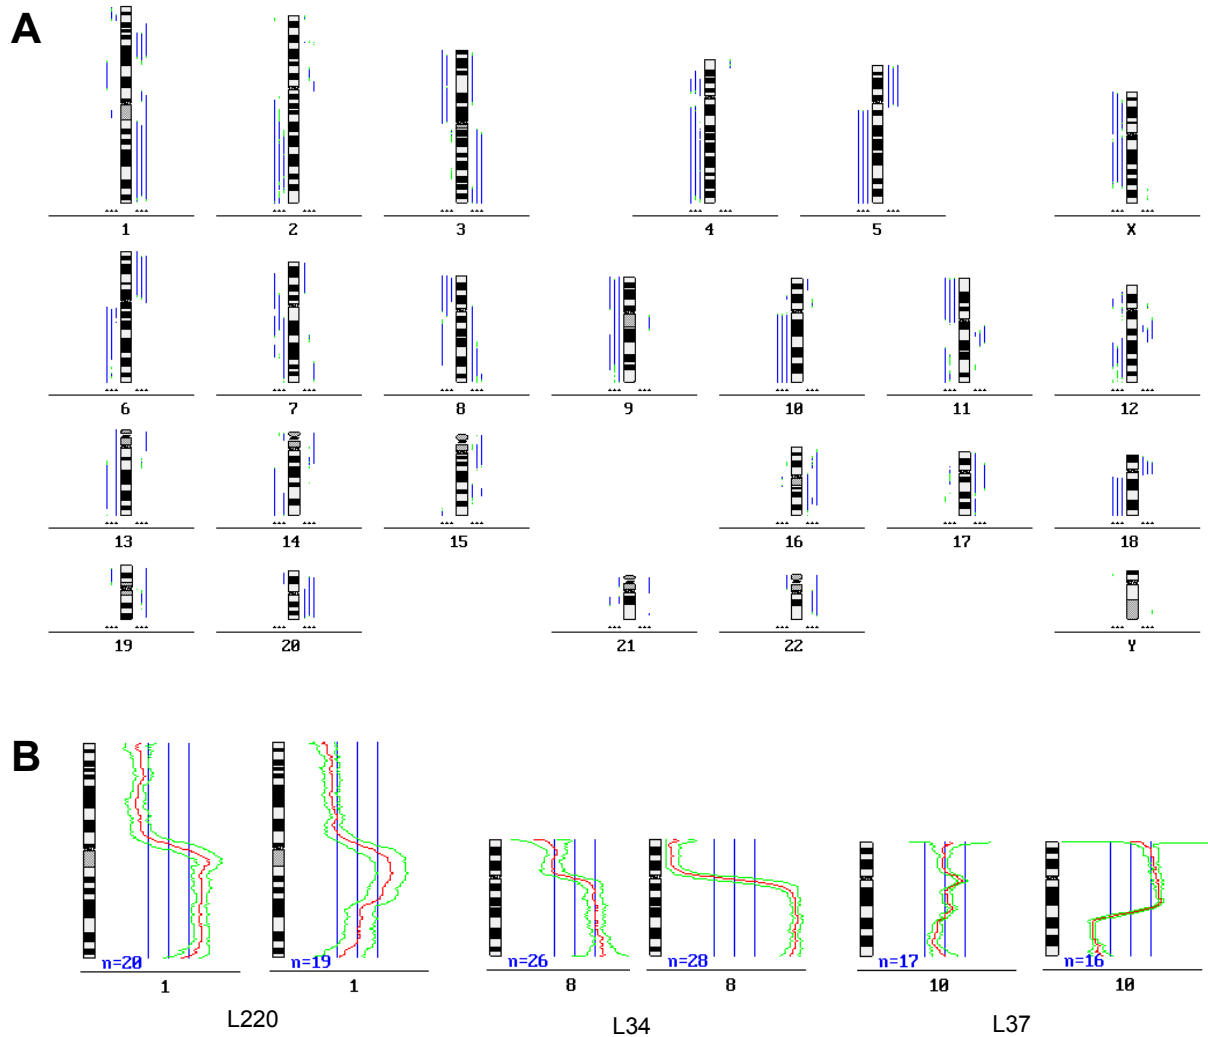 A
1 2 3 4 5 X
6 7 8 9 10 11 12
13 14 15 16 17 18
19 20 21 22 Y
B
n=20 n=19 n=26 n=28 n=17 n=16
1 1 8 8 10 10
L220 L34 L37